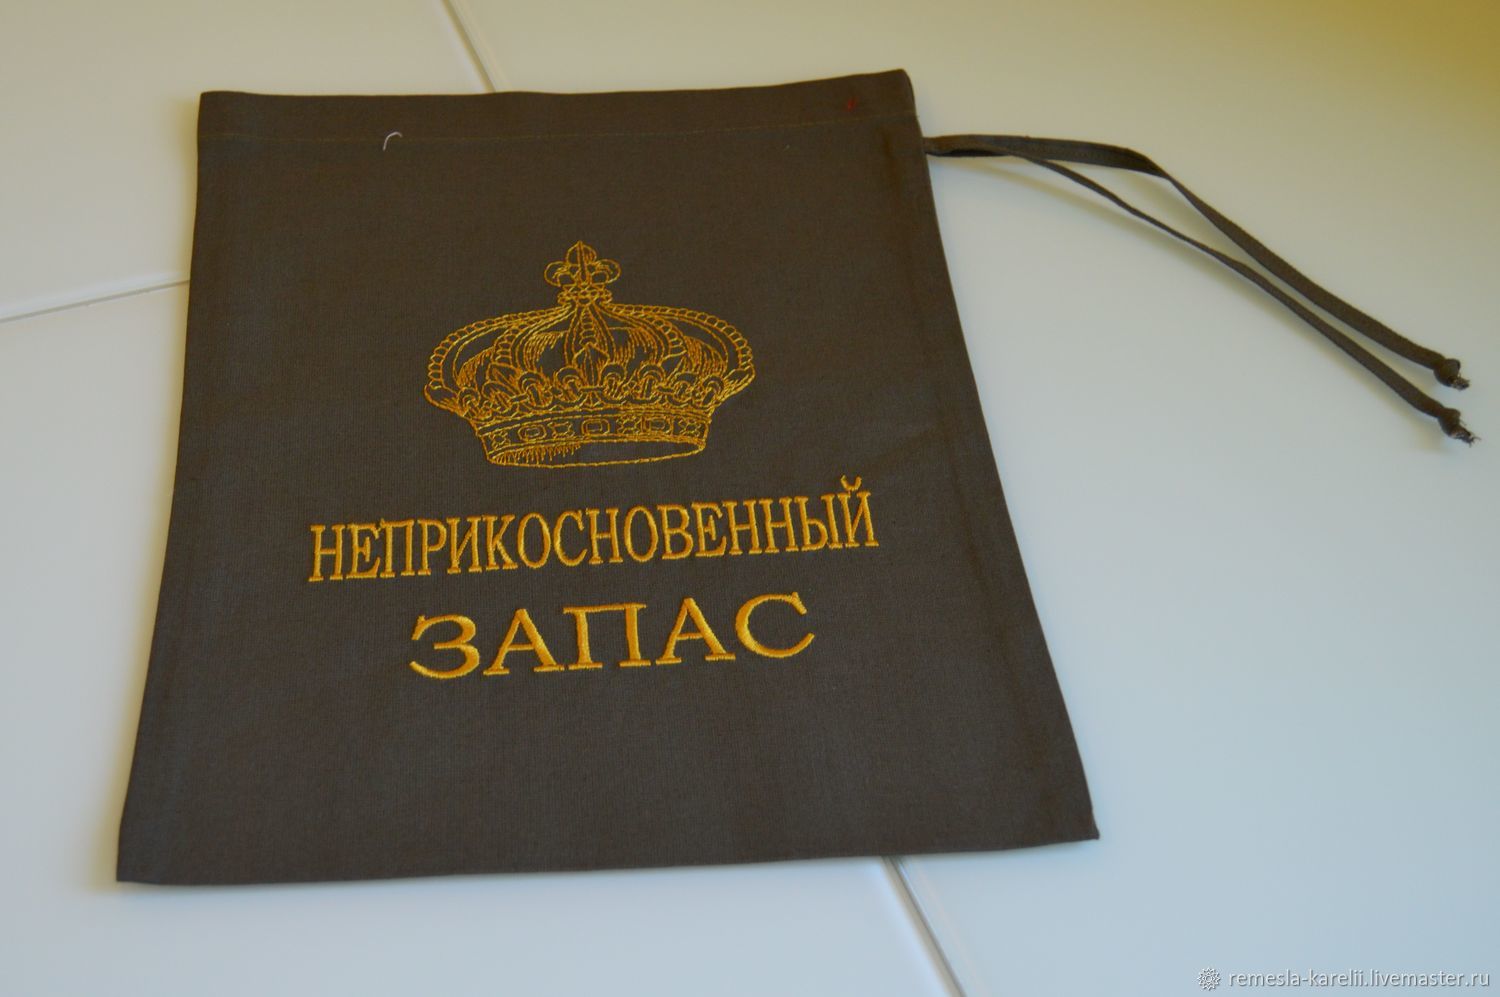 НЕПРИКОСНОВЕННЫЙ
ЗАПАС
remesla-karelii.livemaster.ru